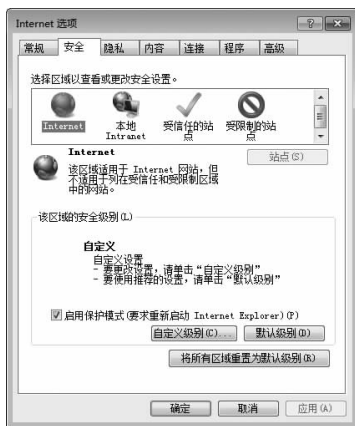 Internet 选项
常规 安全 隐私 内容 连接 程序 高级
选择区域以查看或更改安全设置。
Internet 本地 Intranet 受信任的站点 受限制的站点
Internet
站点(S)
该区域适用于 Internet 网站，但
不适用于列在受信任和受限制区域
中的网站。
该区域的安全级别(L)
自定义
自定义设置
- 要更改设置，请单击“自定义级别”
- 要使用推荐的设置，请单击“默认级别”
启用保护模式(要求重新启动 Internet Explorer)(P)
自定义级别(C)... 默认级别(D)
将所有区域重置为默认级别(R)
确定 取消 应用(A)